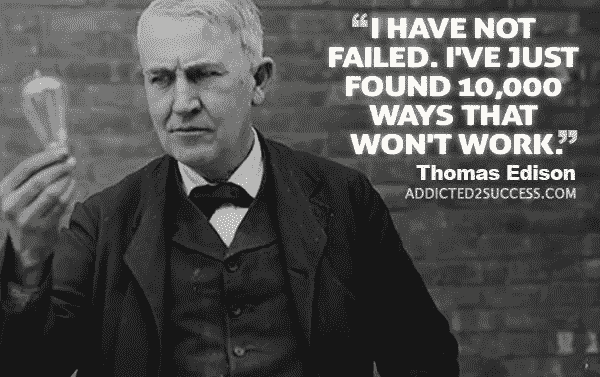 “I HAVE NOT
FAILED. I'VE JUST
FOUND 10,000
WAYS THAT
WON'T WORK.”
Thomas Edison
ADDICTED2SUCCESS.COM